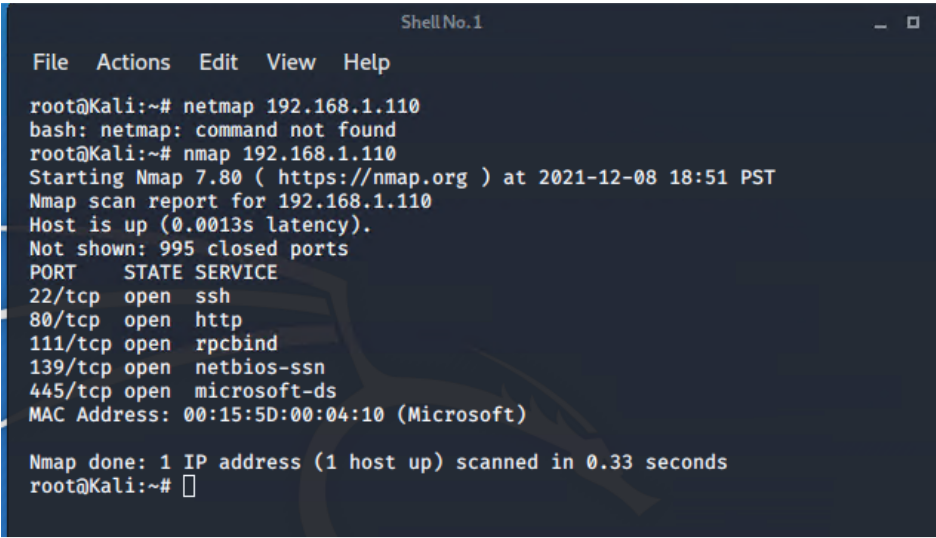 Shell No. 1
File Actions Edit View Help
root@Kali:~# netmap 192.168.1.110
bash: netmap: command not found
root@Kali:~# nmap 192.168.1.110
Starting Nmap 7.80 ( https://nmap.org ) at 2021-12-08 18:51 PST
Nmap scan report for 192.168.1.110
Host is up (0.0013s latency).
Not shown: 995 closed ports
PORT    STATE SERVICE
22/tcp  open  ssh
80/tcp  open  http
111/tcp open  rpcbind
139/tcp open  netbios-ssn
445/tcp open  microsoft-ds
MAC Address: 00:15:5D:00:04:10 (Microsoft)
Nmap done: 1 IP address (1 host up) scanned in 0.33 seconds
root@Kali:~#